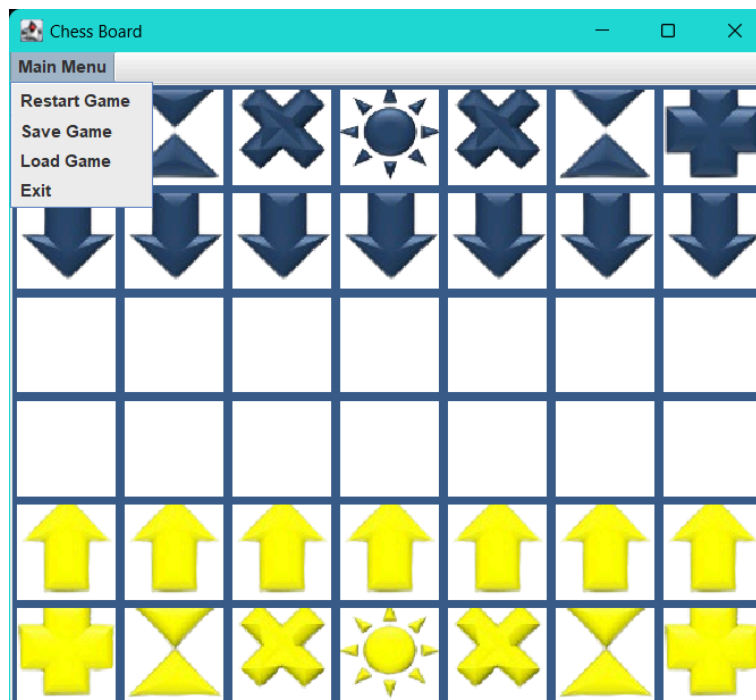 Chess Board
Main Menu
Restart Game
Save Game
Load Game
Exit